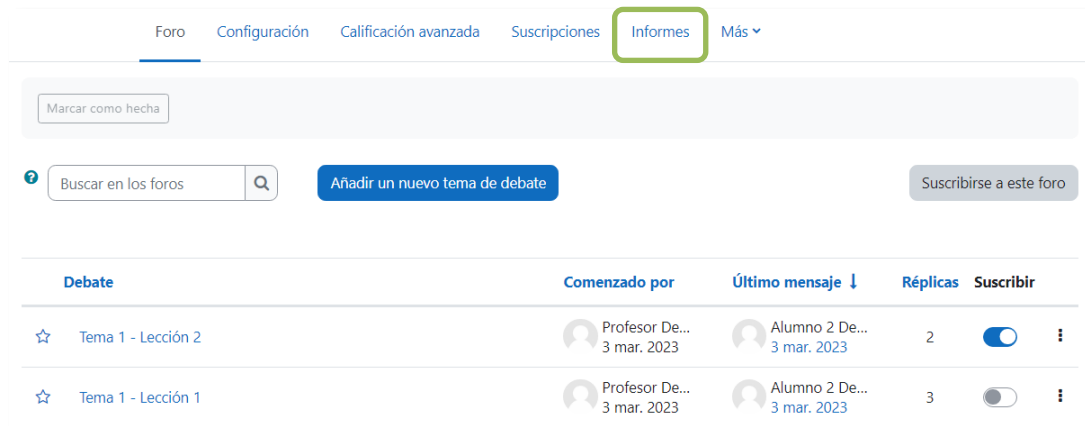 Foro Configuración Calificación avanzada Suscripciones Informes Más
Marcar como hecha
Buscar en los foros Añadir un nuevo tema de debate Suscribirse a este foro
Debate Comenzado por Último mensaje ↓ Réplicas Suscribir
Tema 1 - Lección 2 Profesor De... Alumno 2 De... 2
3 mar. 2023 3 mar. 2023
Tema 1 - Lección 1 Profesor De... Alumno 2 De... 3
3 mar. 2023 3 mar. 2023